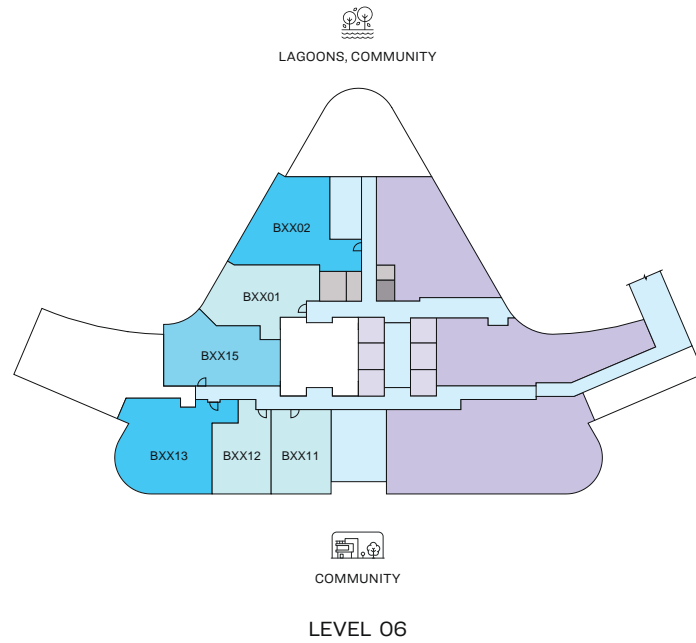 LAGOONS, COMMUNITY
BXX02
BXX01
BXX15
BXX13
BXX12
BXX11
COMMUNITY
LEVEL 06